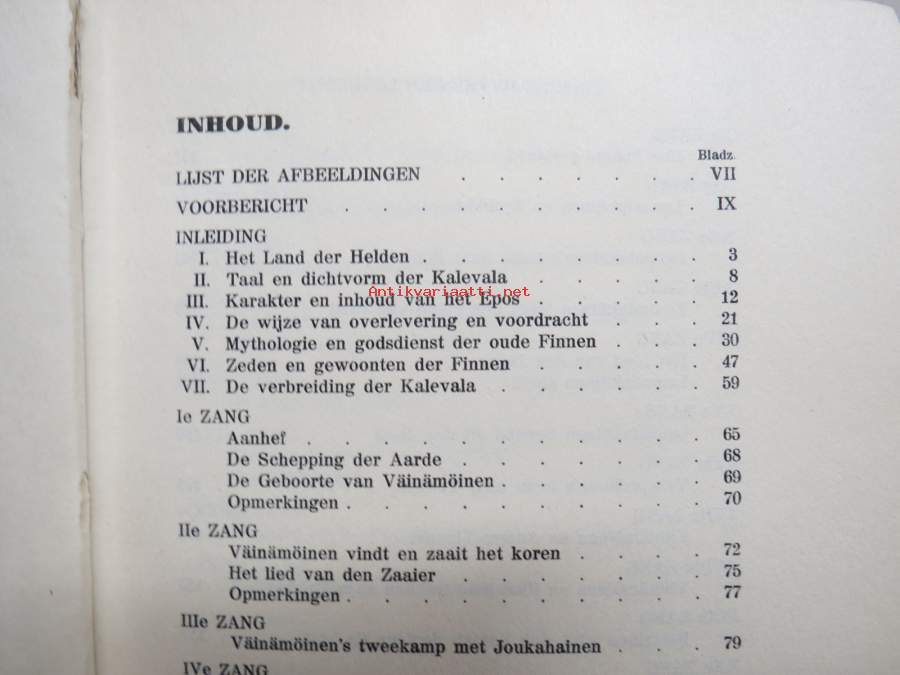 INHOUD.
Bladz.
LIJST DER AFBEELDINGEN . . . . . . . VII
VOORBERICHT . . . . . . . . . . IX
INLEIDING
I. Het Land der Helden . . . . . . . . 3
II. Taal en dichtvorm der Kalevala . . . . . 8
Antikvariaatti.net
III. Karakter en inhoud van het Epos . . . . . 12
IV. De wijze van overlevering en voordracht . . . 21
V. Mythologie en godsdienst der oude Finnen . . . 30
VI. Zeden en gewoonten der Finnen . . . . . 47
VII. De verbreiding der Kalevala . . . . . . 59
Ie ZANG
Aanhef . . . . . . . . . . . 65
De Schepping der Aarde . . . . . . . 68
De Geboorte van Väinämöinen . . . . . . 69
Opmerkingen . . . . . . . . . . 70
IIe ZANG
Väinämöinen vindt en zaait het koren . . . . 72
Het lied van den Zaaier . . . . . . . 75
Opmerkingen . . . . . . . . . . 77
IIIe ZANG
Väinämöinen's tweekamp met Joukahainen . . . 79
IVe ZANG